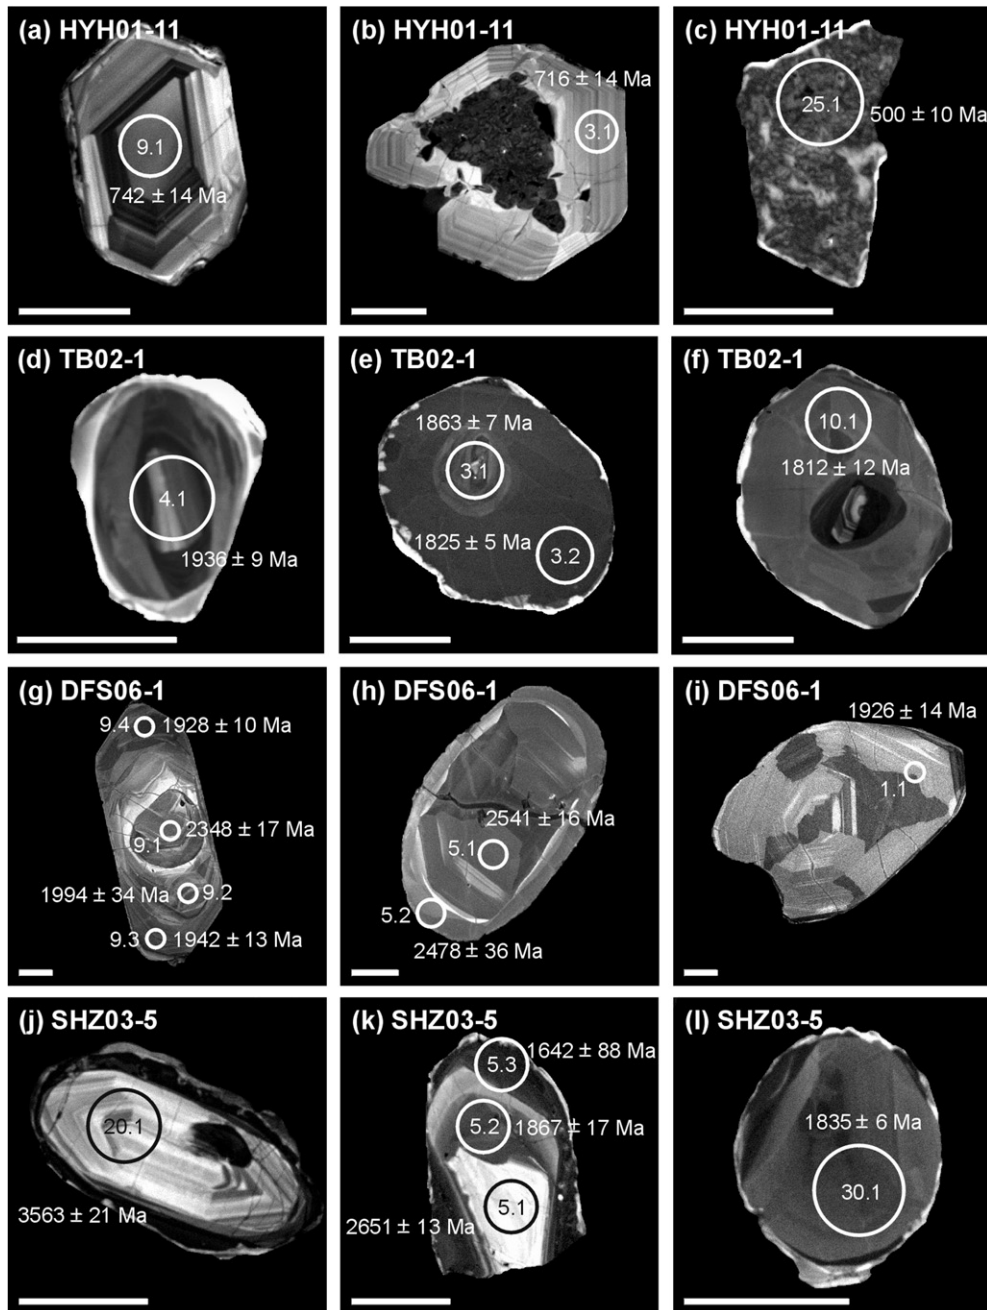 (a) HYH01-11
9.1
742 ± 14 Ma
(b) HYH01-11
716 ± 14 Ma
3.1
(c) HYH01-11
25.1
500 ± 10 Ma
(d) TB02-1
4.1
1936 ± 9 Ma
(e) TB02-1
1863 ± 7 Ma
3.1
1825 ± 5 Ma
3.2
(f) TB02-1
10.1
1812 ± 12 Ma
(g) DFS06-1
9.4 1928 ± 10 Ma
2348 ± 17 Ma
9.1
1994 ± 34 Ma 9.2
9.3 1942 ± 13 Ma
(h) DFS06-1
2541 ± 16 Ma
5.1
5.2
2478 ± 36 Ma
(i) DFS06-1
1926 ± 14 Ma
1.1
(j) SHZ03-5
20.1
3563 ± 21 Ma
(k) SHZ03-5
1642 ± 88 Ma
5.3
5.2
1867 ± 17 Ma
5.1
2651 ± 13 Ma
(l) SHZ03-5
1835 ± 6 Ma
30.1